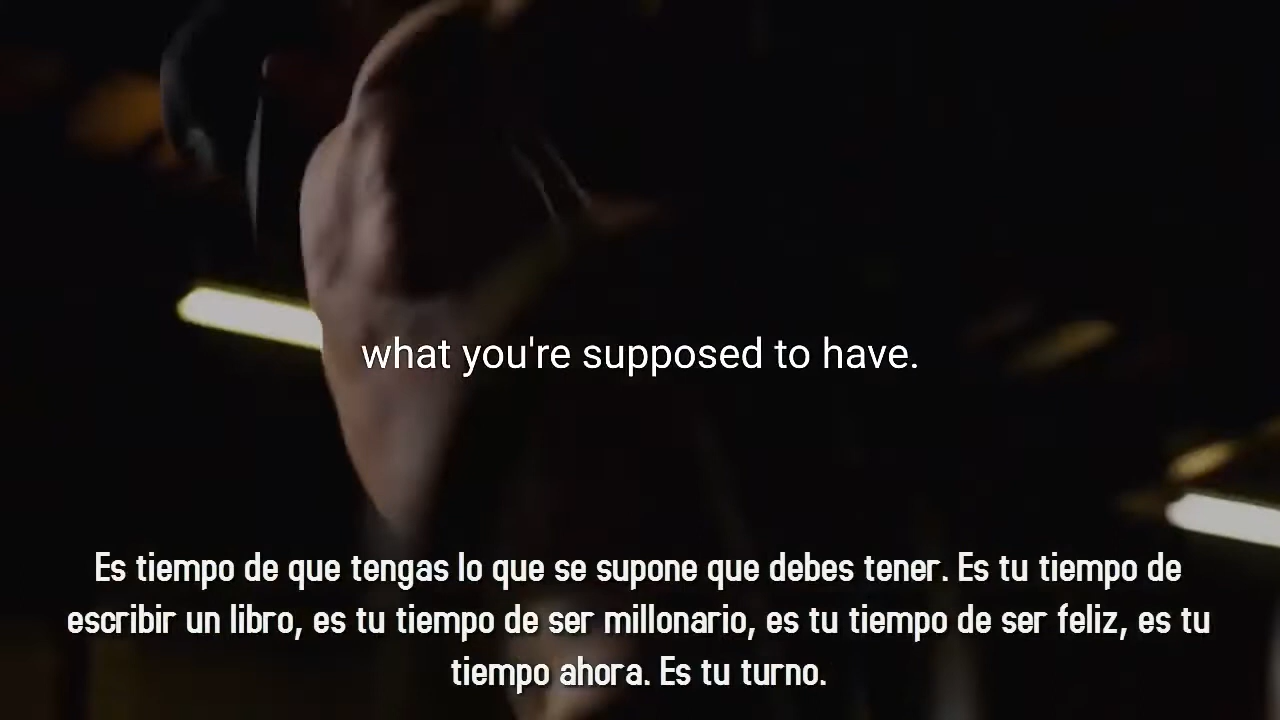 what you're supposed to have.
Es tiempo de que tengas lo que se supone que debes tener. Es tu tiempo de
escribir un libro, es tu tiempo de ser millonario, es tu tiempo de ser feliz, es tu
tiempo ahora. Es tu turno.